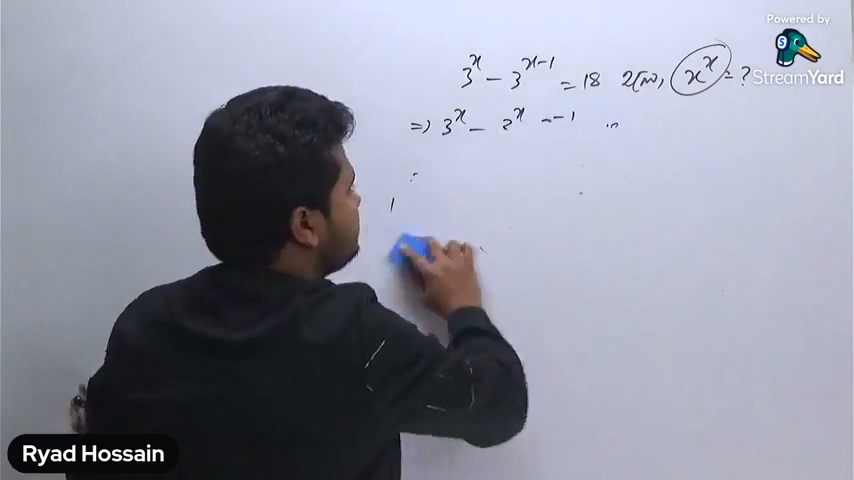 Powered by
StreamYard
3^x - 3^{x-1} = 18 হলে, x^x = ?
=> 3^x - 3^x
Ryad Hossain